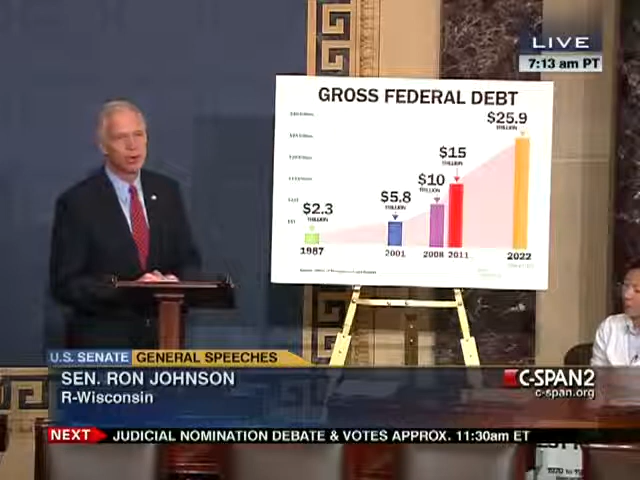 LIVE
7:13 am PT
GROSS FEDERAL DEBT
$25.9
TRILLION
$15
TRILLION
$10
TRILLION
$5.8
TRILLION
$2.3
TRILLION
1987
2001
2008
2011
2022
U.S. SENATE
GENERAL SPEECHES
SEN. RON JOHNSON
R-Wisconsin
C-SPAN2
c-span.org
NEXT
JUDICIAL NOMINATION DEBATE & VOTES APPROX. 11:30am ET